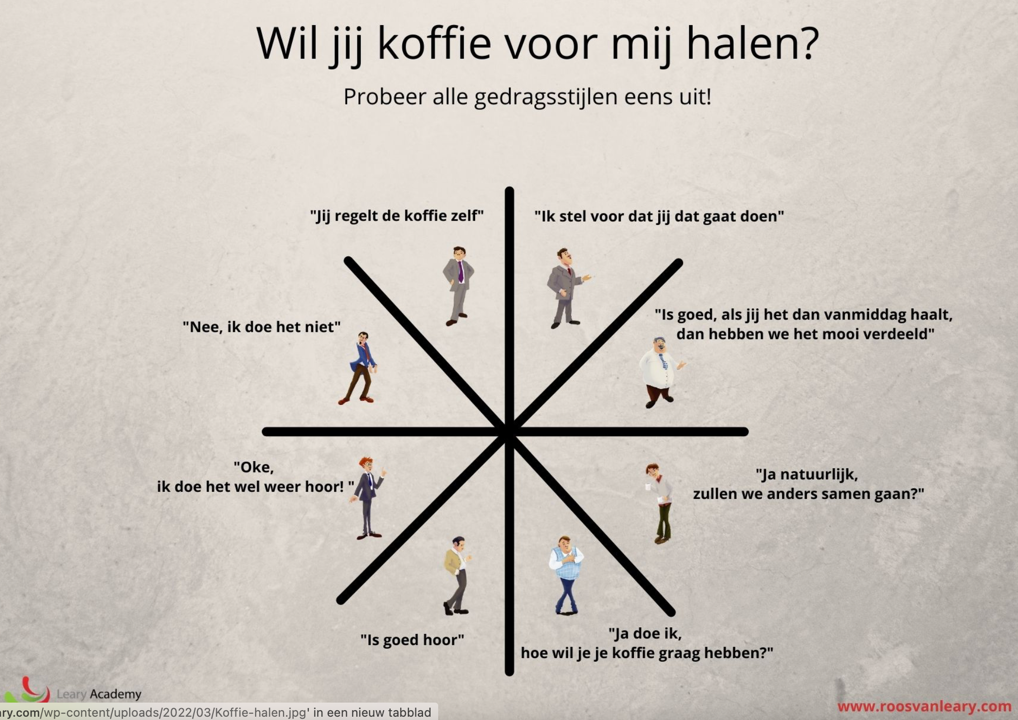 Wil jij koffie voor mij halen?
Probeer alle gedragsstijlen eens uit!
"Jij regelt de koffie zelf"
"Ik stel voor dat jij dat gaat doen"
"Nee, ik doe het niet"
"Is goed, als jij het dan vanmiddag haalt,
dan hebben we het mooi verdeeld"
"Oke,
ik doe het wel weer hoor! "
"Ja natuurlijk,
zullen we anders samen gaan?"
"Is goed hoor"
"Ja doe ik,
hoe wil je je koffie graag hebben?"
Leary Academy
ry.com/wp-content/uploads/2022/03/Koffie-halen.jpg' in een nieuw tabblad
www.roosvanleary.com